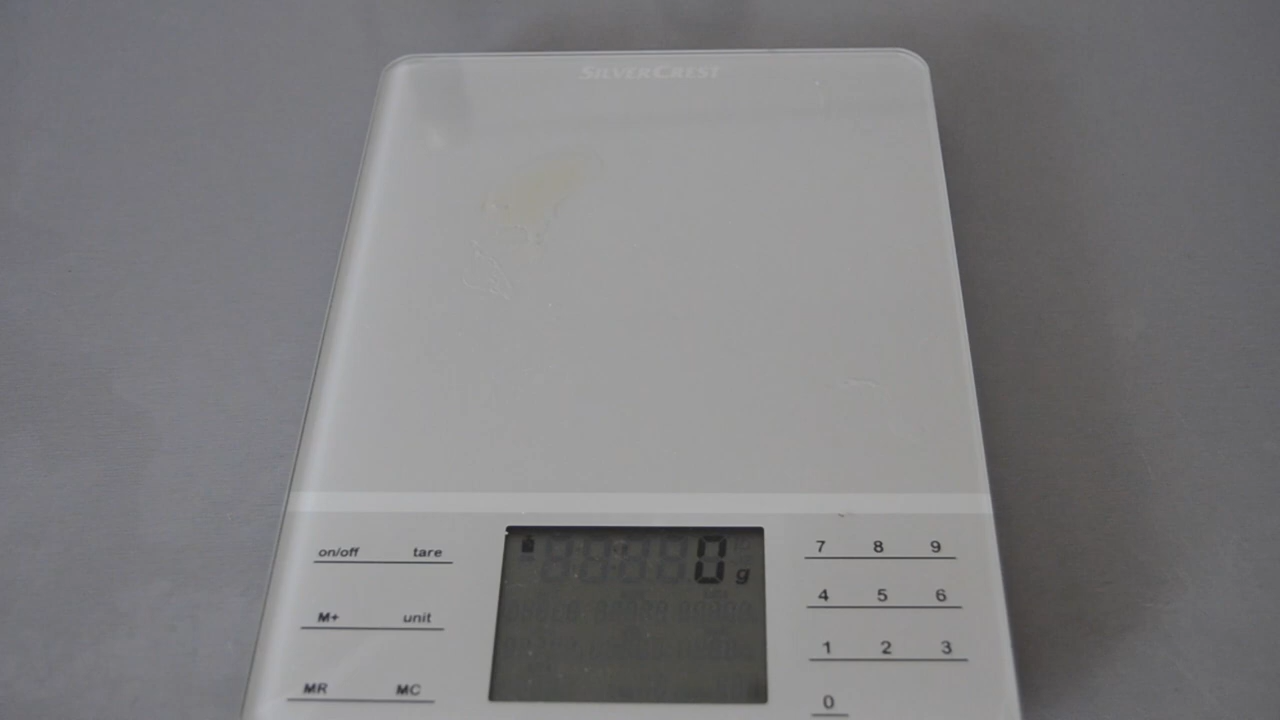 SILVERCREST
0 g
on/off tare
M+ unit
MR MC
7 8 9
4 5 6
1 2 3
0